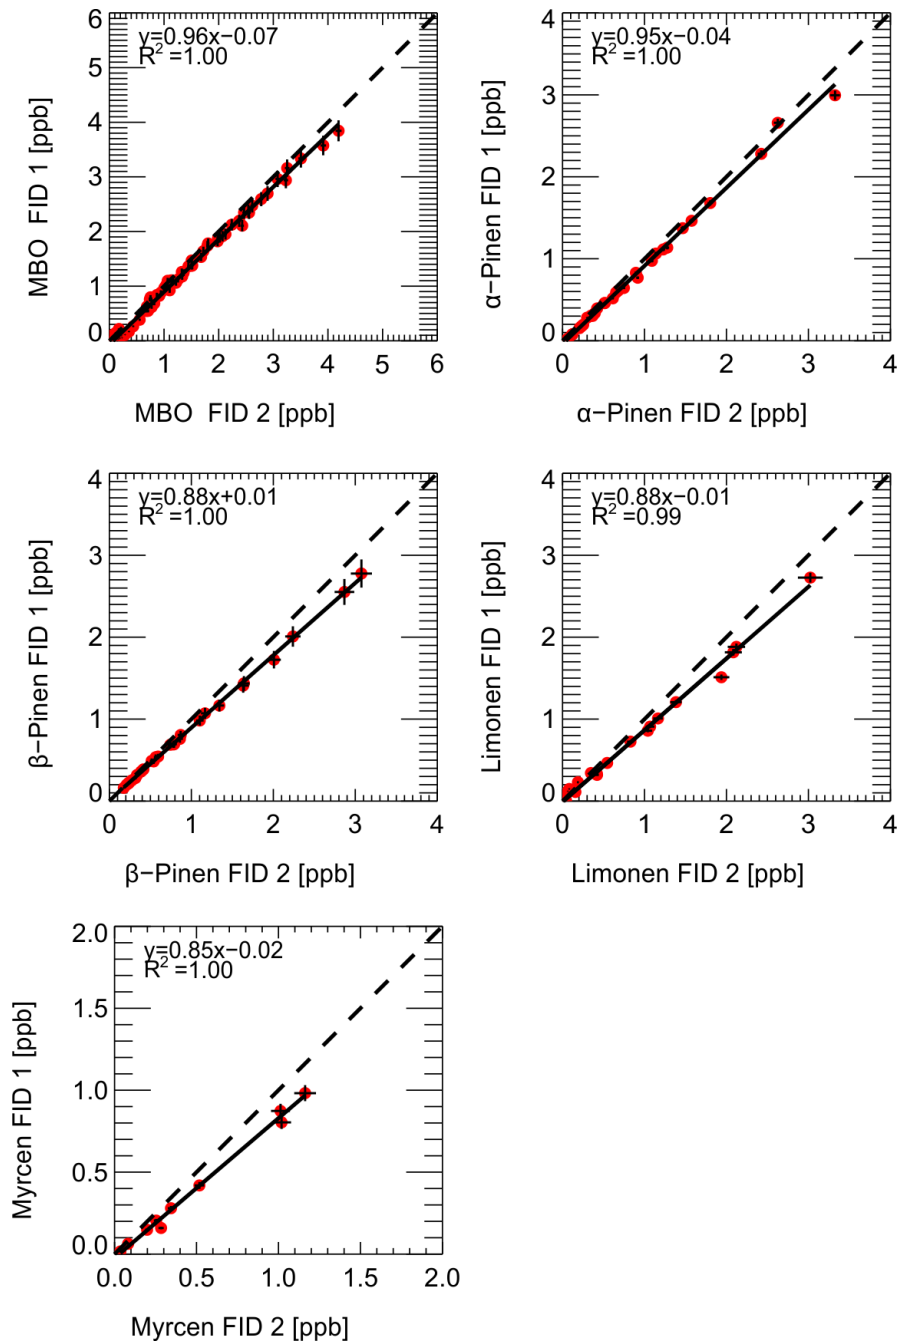 y=0.96x−0.07
R² =1.00
6
5
4
3
2
1
0
MBO  FID 1 [ppb]
0 1 2 3 4 5 6
MBO  FID 2 [ppb]
y=0.95x−0.04
R² =1.00
4
3
2
1
0
α−Pinen FID 1 [ppb]
0 1 2 3 4
α−Pinen FID 2 [ppb]
y=0.88x+0.01
R² =1.00
4
3
2
1
0
β−Pinen FID 1 [ppb]
0 1 2 3 4
β−Pinen FID 2 [ppb]
y=0.88x−0.01
R² =0.99
4
3
2
1
0
Limonen FID 1 [ppb]
0 1 2 3 4
Limonen FID 2 [ppb]
y=0.85x−0.02
R² =1.00
2.0
1.5
1.0
0.5
0.0
Myrcen FID 1 [ppb]
0.0 0.5 1.0 1.5 2.0
Myrcen FID 2 [ppb]